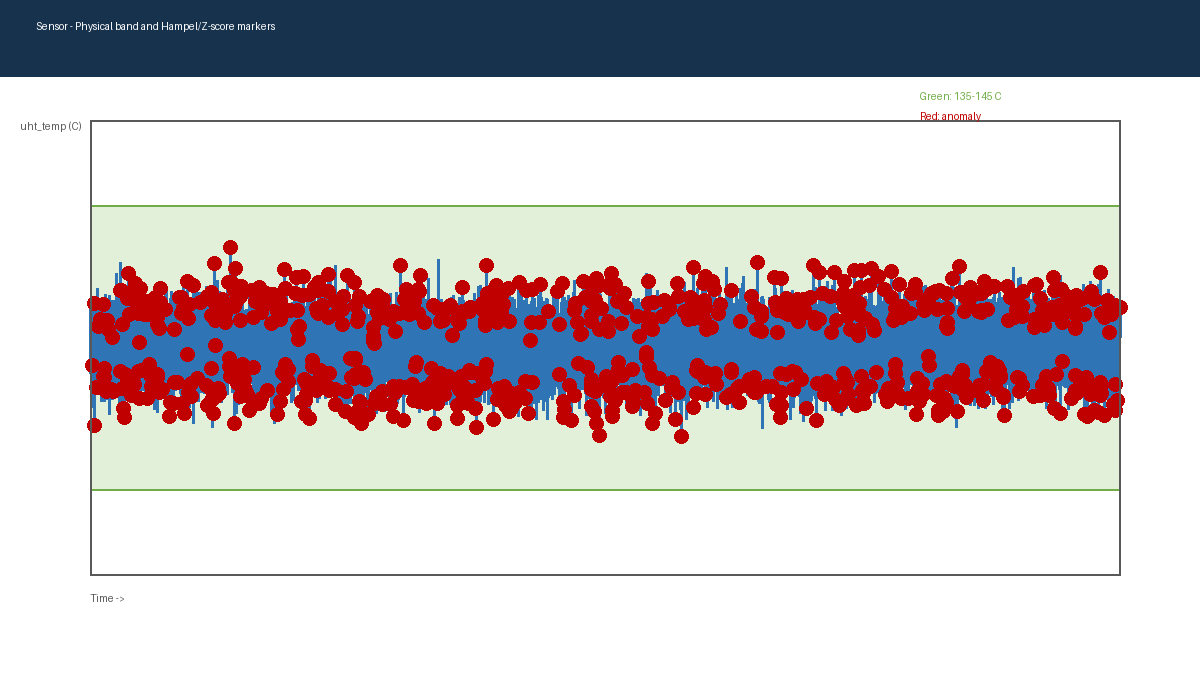 Sensor - Physical band and Hampel/Z-score markers
Green: 135-145 C
Red: anomaly
uht_temp (C)
Time ->